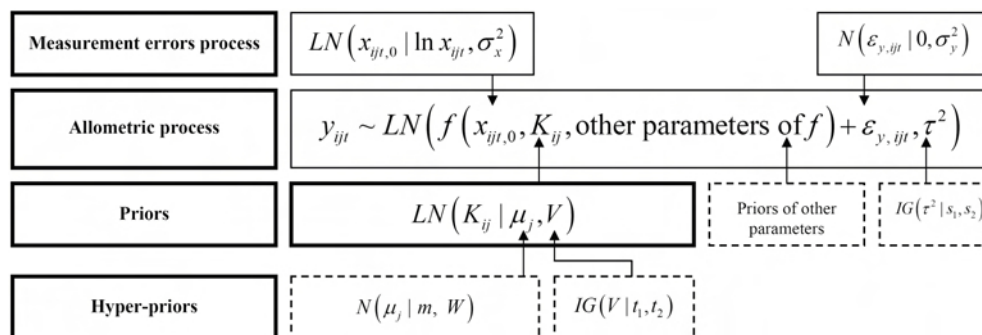 Measurement errors process
LN(x_{ijt,0} | ln x_{ijt}, σ_x^2)
N(ε_{y,ijt} | 0, σ_y^2)
Allometric process
y_{ijt} ~ LN(f(x_{ijt,0}, K_{ij}, other parameters of f) + ε_{y,ijt}, τ^2)
Priors
LN(K_{ij} | μ_j, V)
Priors of other
parameters
IG(τ^2 | s_1, s_2)
Hyper-priors
N(μ_j | m, W)
IG(V | t_1, t_2)